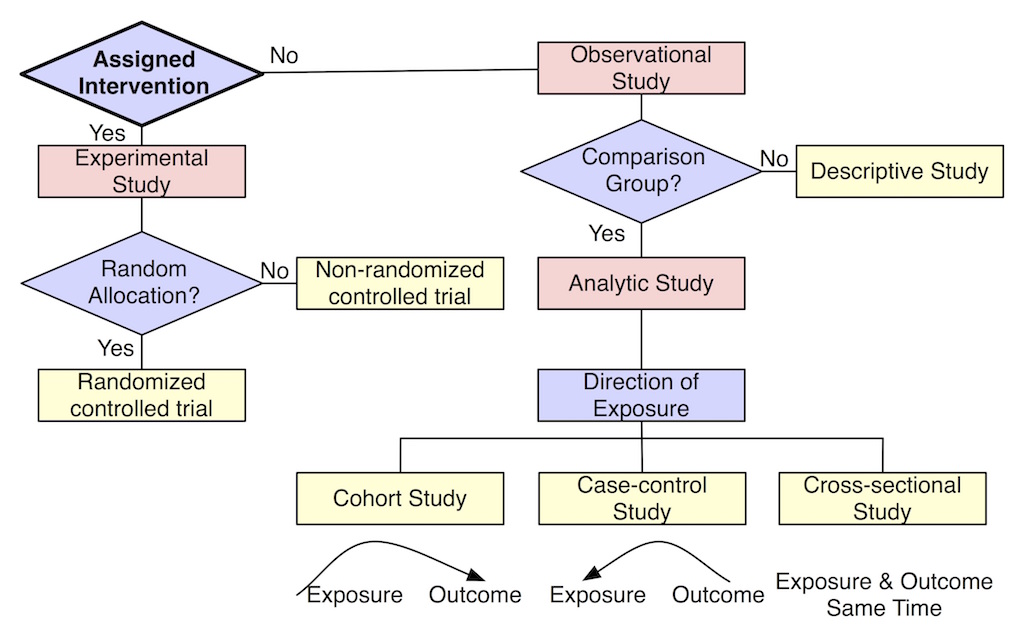 Assigned
Intervention
No
Observational
Study
Yes
Experimental
Study
Comparison
Group?
No
Descriptive Study
Yes
Random
Allocation?
No
Non-randomized
controlled trial
Analytic Study
Yes
Randomized
controlled trial
Direction of
Exposure
Cohort Study
Case-control
Study
Cross-sectional
Study
Exposure
Outcome
Exposure
Outcome
Exposure & Outcome
Same Time